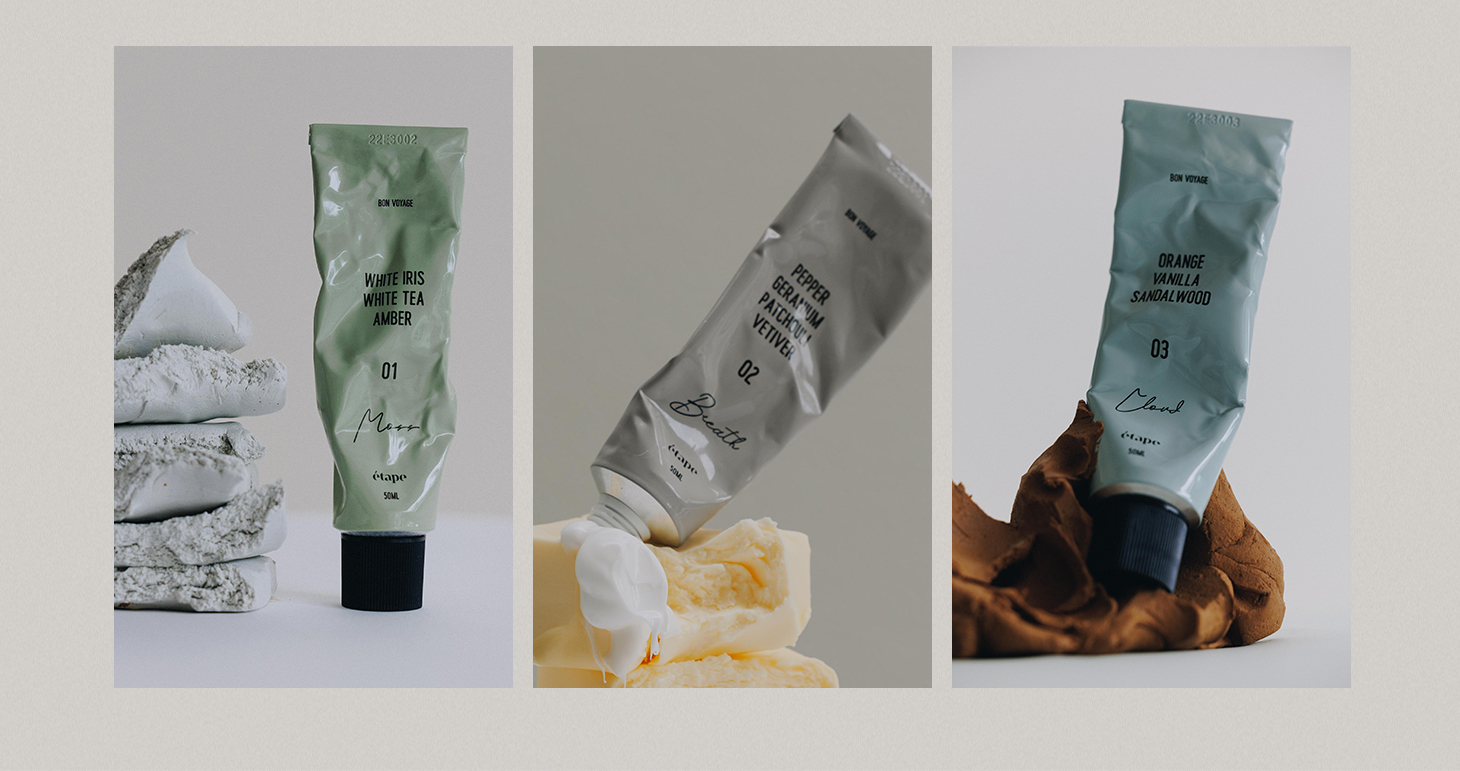 22E3002
BON VOYAGE
WHITE IRIS
WHITE TEA
AMBER
01
Moss
étape
50ML
BON VOYAGE
PEPPER
GERANIUM
PATCHOULI
VETIVER
02
Breath
étape
50ML
22E3003
BON VOYAGE
ORANGE
VANILLA
SANDALWOOD
03
Cloud
étape
50ML